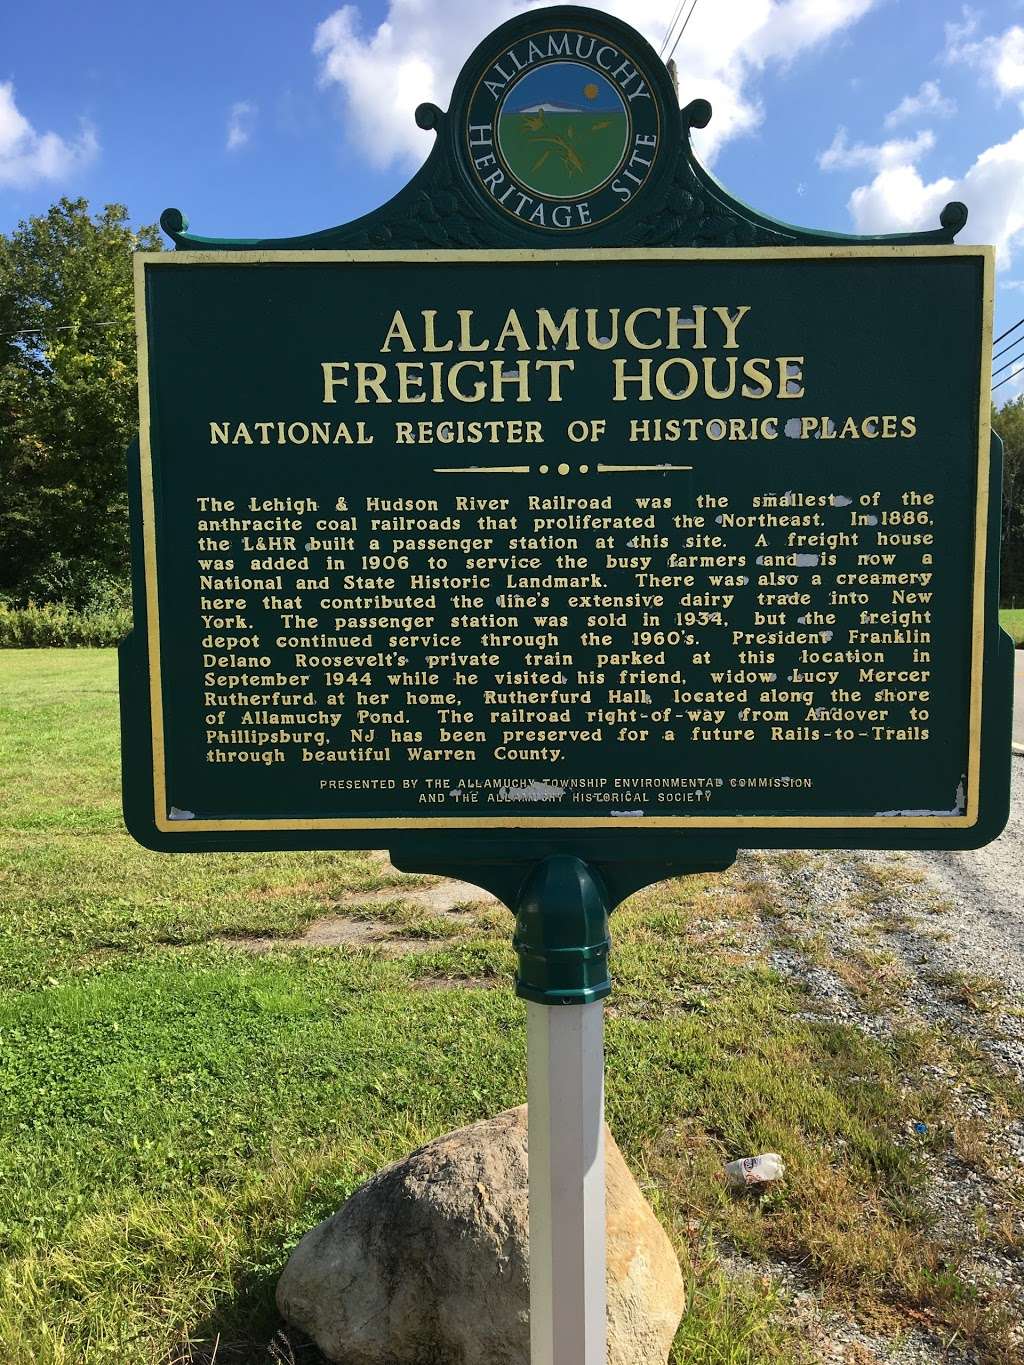 ALLAMUCHY
HERITAGE SITE
ALLAMUCHY
FREIGHT HOUSE
NATIONAL REGISTER OF HISTORIC PLACES
The Lehigh & Hudson River Railroad was the smallest of the
anthracite coal railroads that proliferated the Northeast. In 1886,
the L&HR built a passenger station at this site. A freight house
was added in 1906 to service the busy farmers and is now a
National and State Historic Landmark. There was also a creamery
here that contributed the line's extensive dairy trade into New
York. The passenger station was sold in 1934, but the freight
depot continued service through the 1960's. President Franklin
Delano Roosevelt's private train parked at this location in
September 1944 while he visited his friend, widow Lucy Mercer
Rutherfurd at her home, Rutherfurd Hall, located along the shore
of Allamuchy Pond. The railroad right-of-way from Andover to
Phillipsburg, NJ has been preserved for a future Rails-to-Trails
through beautiful Warren County.
PRESENTED BY THE ALLAMUCHY TOWNSHIP ENVIRONMENTAL COMMISSION
AND THE ALLAMUCHY HISTORICAL SOCIETY